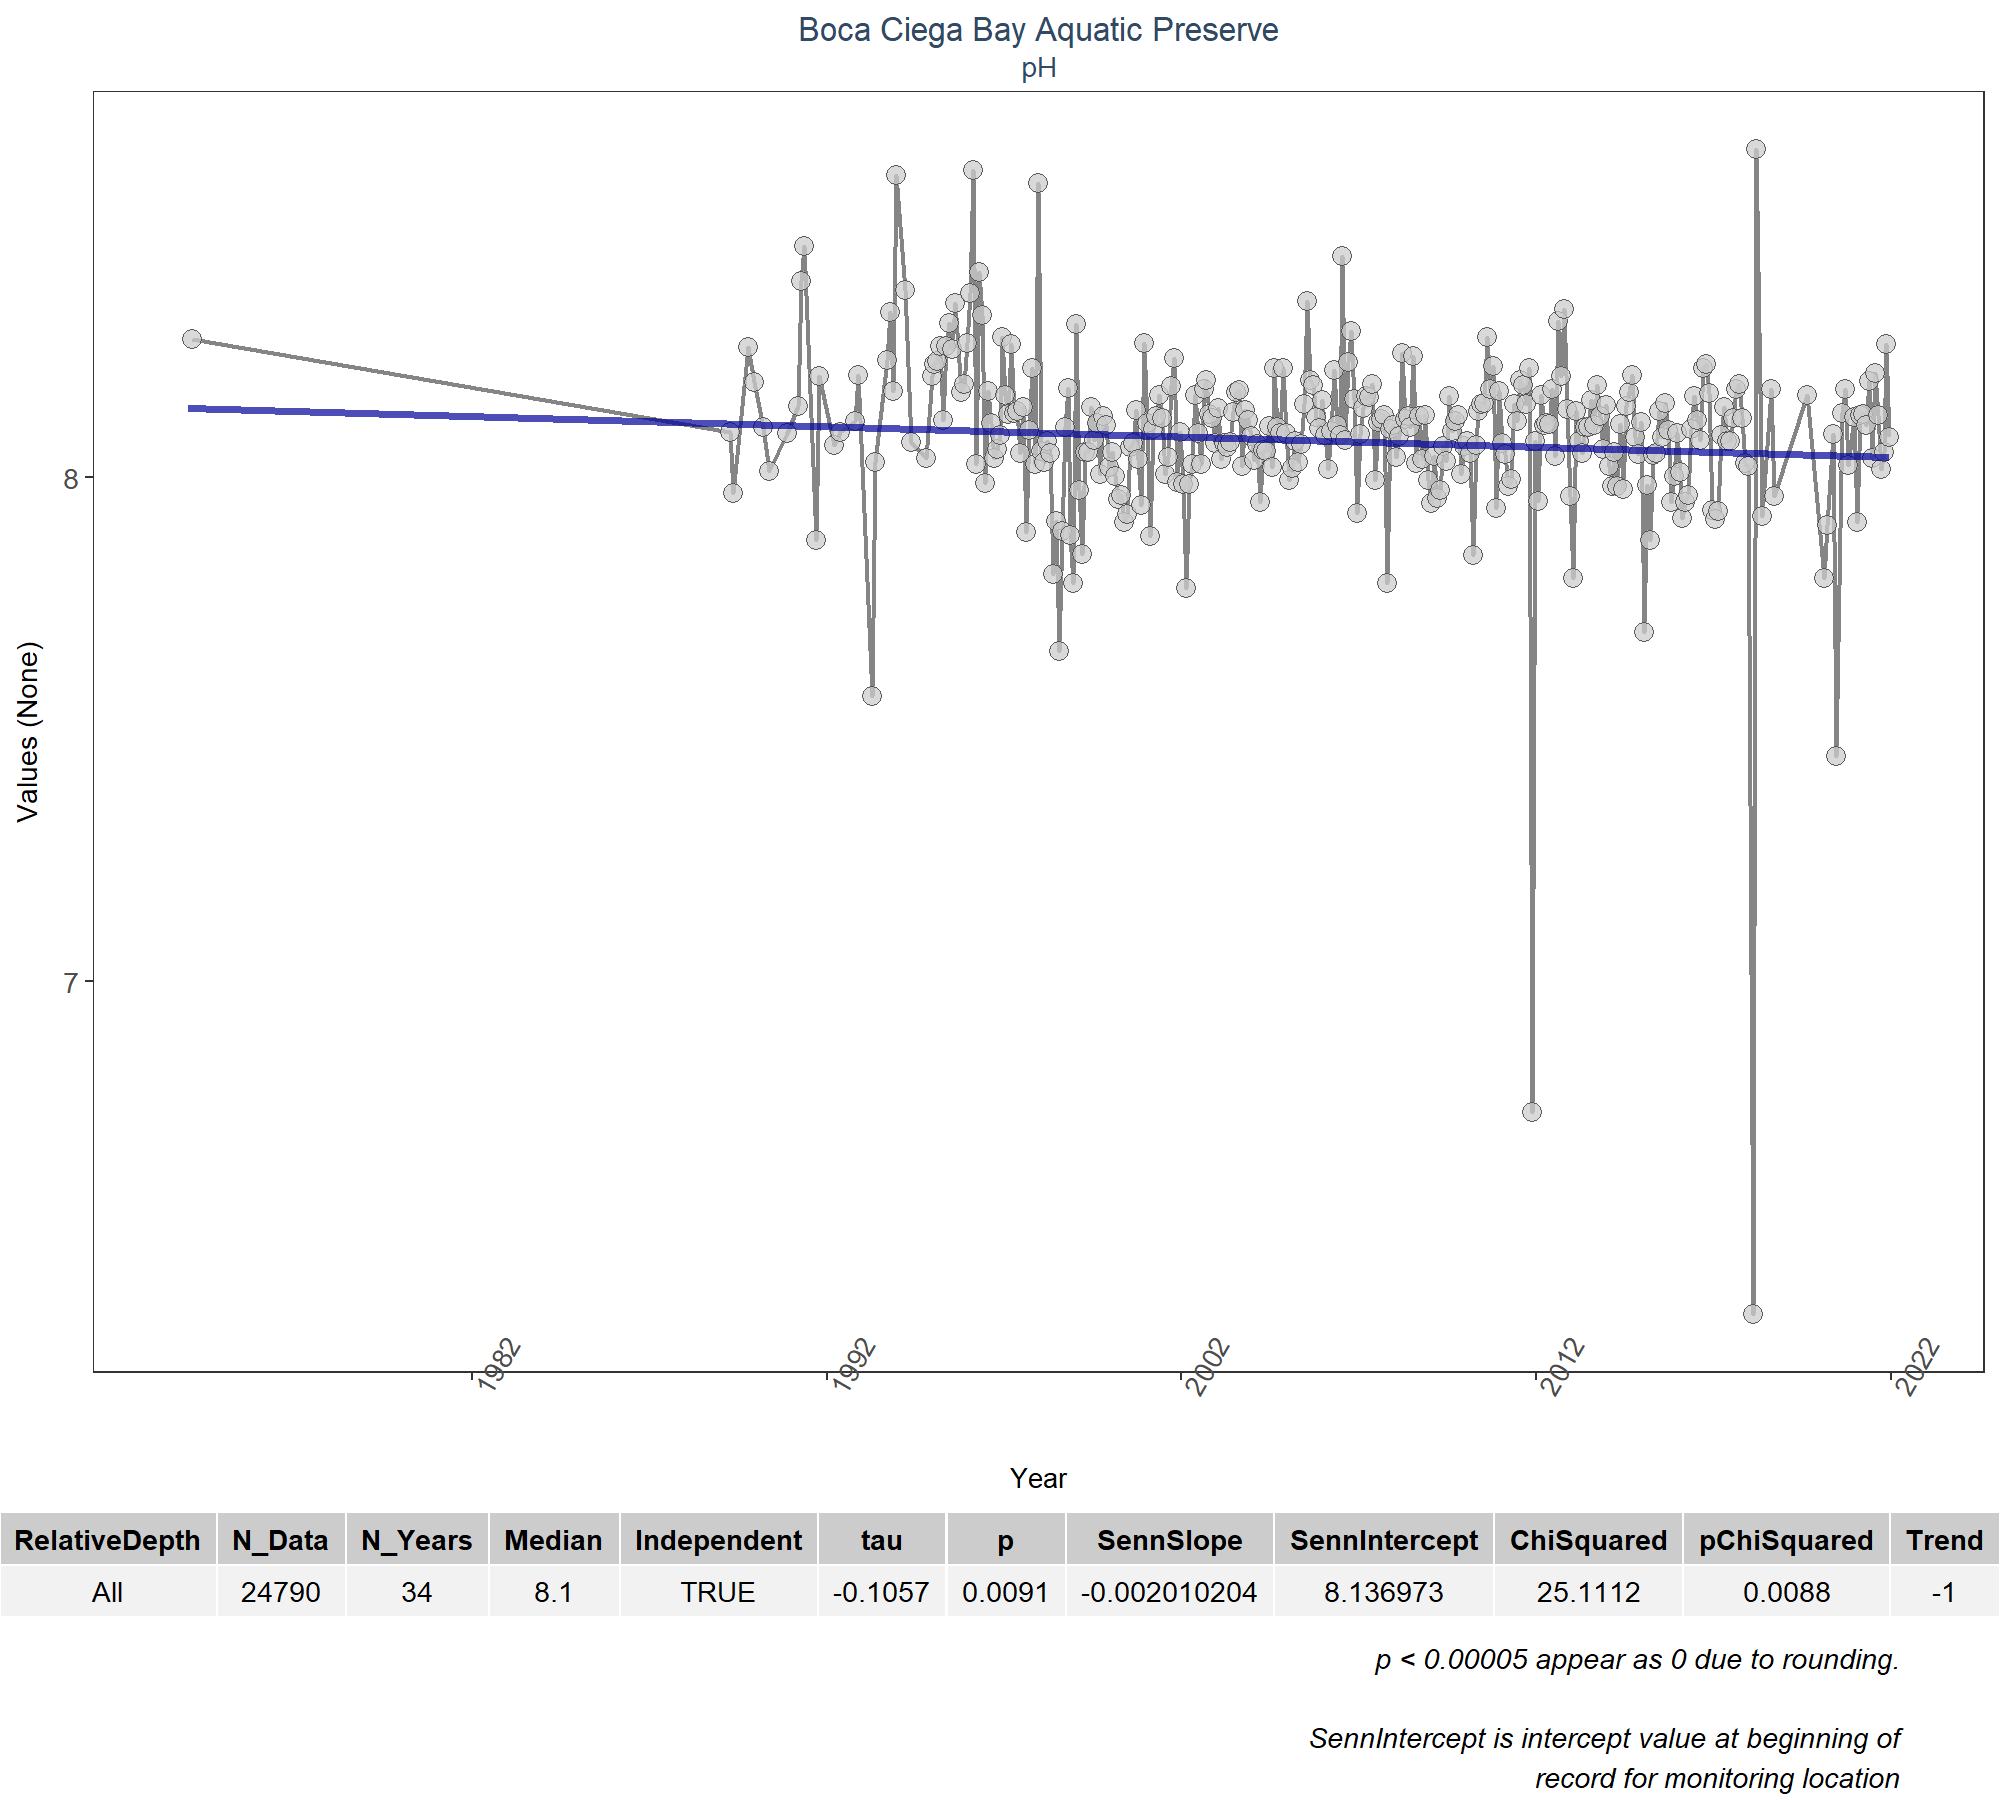 Boca Ciega Bay Aquatic Preserve
pH
8
7
Values (None)
1982
1992
2002
2012
2022
Year
RelativeDepth N_Data N_Years Median Independent tau p SennSlope SennIntercept ChiSquared pChiSquared Trend
All 24790 34 8.1 TRUE -0.1057 0.0091 -0.002010204 8.136973 25.1112 0.0088 -1
p < 0.00005 appear as 0 due to rounding.
SennIntercept is intercept value at beginning of
record for monitoring location